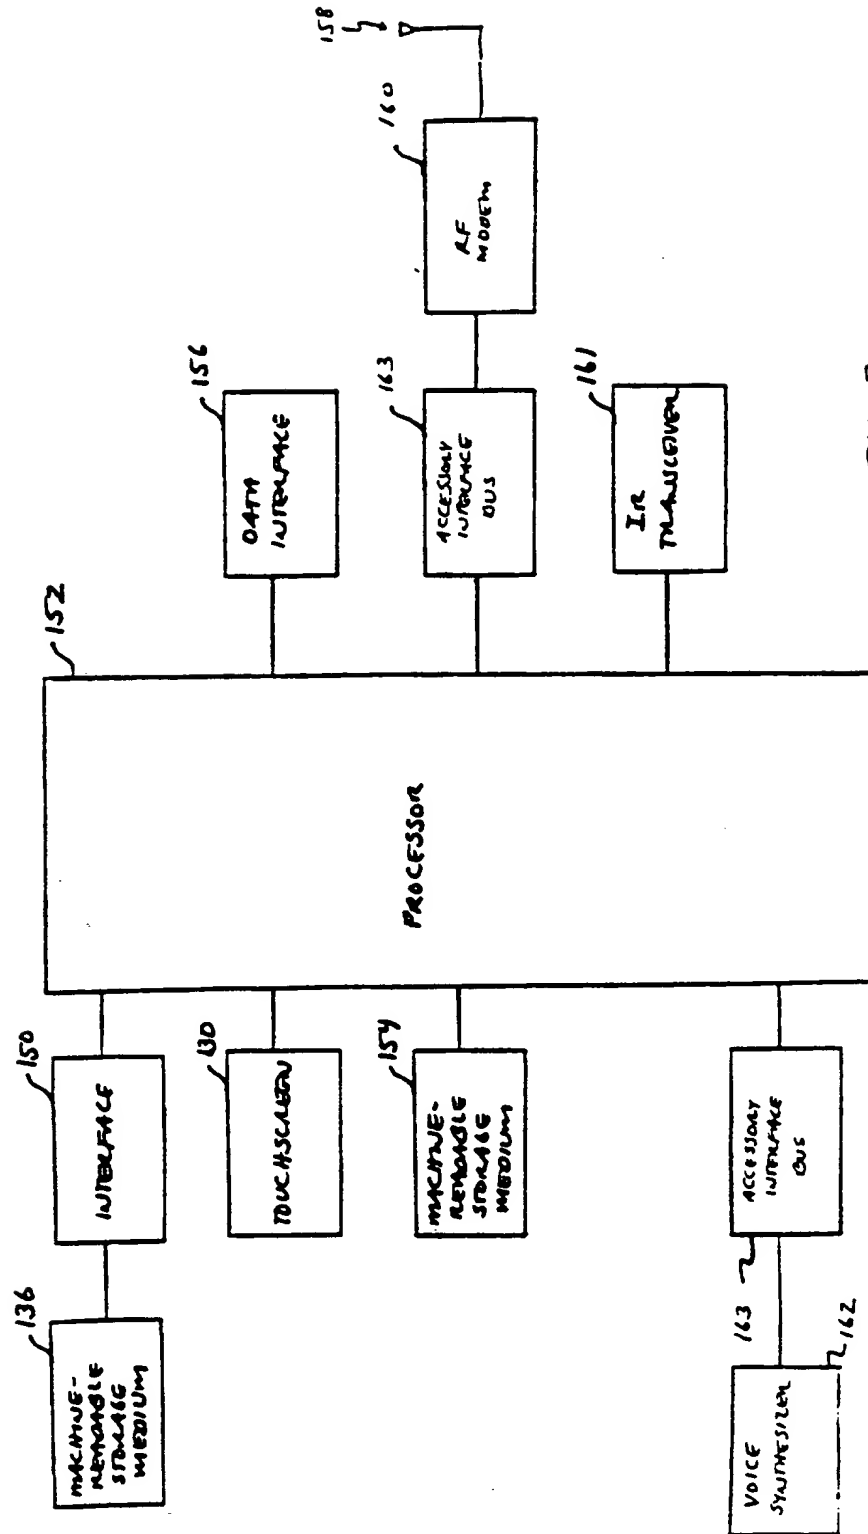 136
MACHINE-
READABLE
STORAGE
MEDIUM
150
INTERFACE
130
TOUCHSCREEN
154
MACHINE-
READABLE
STORAGE
MEDIUM
162
VOICE
SYNTHESIZER
163
ACCESSORY
INTERFACE
BUS
152
PROCESSOR
156
DATA
INTERFACE
163
ACCESSORY
INTERFACE
BUS
161
IR
TRANSCEIVER
160
RF
MODEM
158